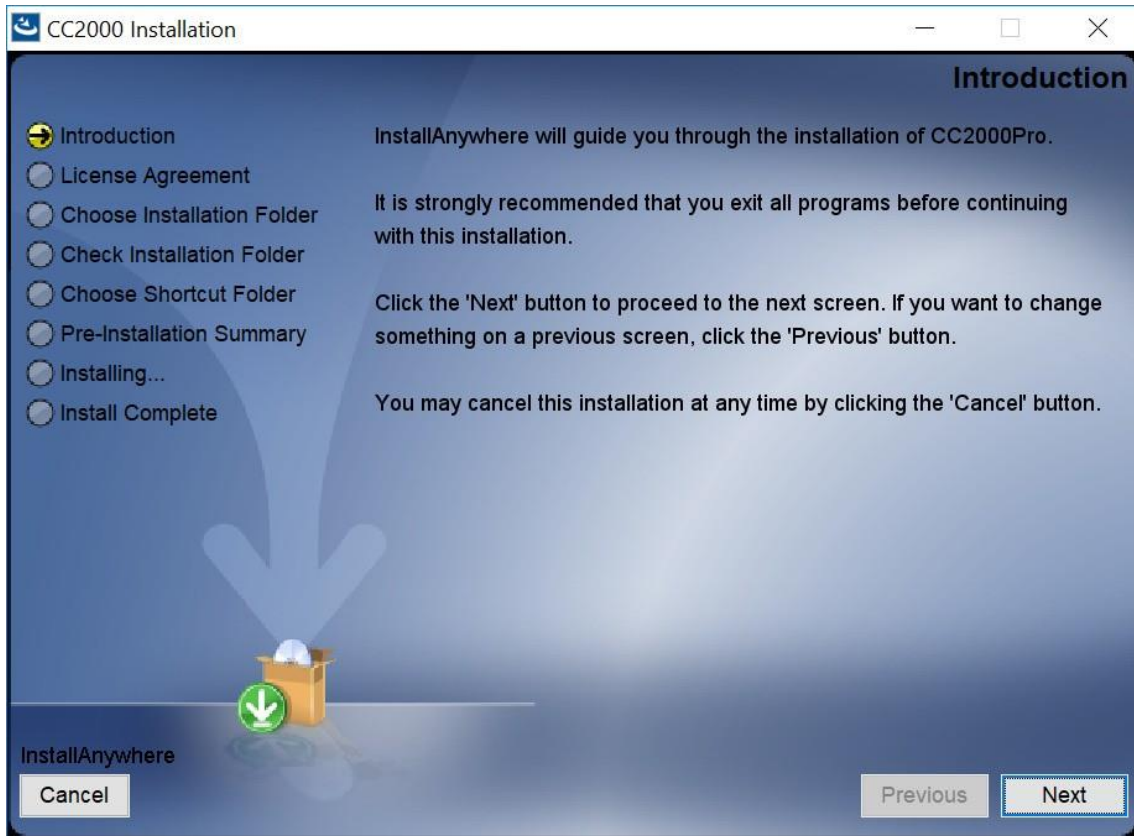 CC2000 Installation
Introduction
Introduction
License Agreement
Choose Installation Folder
Check Installation Folder
Choose Shortcut Folder
Pre-Installation Summary
Installing...
Install Complete
InstallAnywhere will guide you through the installation of CC2000Pro.
It is strongly recommended that you exit all programs before continuing
with this installation.
Click the 'Next' button to proceed to the next screen. If you want to change
something on a previous screen, click the 'Previous' button.
You may cancel this installation at any time by clicking the 'Cancel' button.
InstallAnywhere
Cancel
Previous
Next